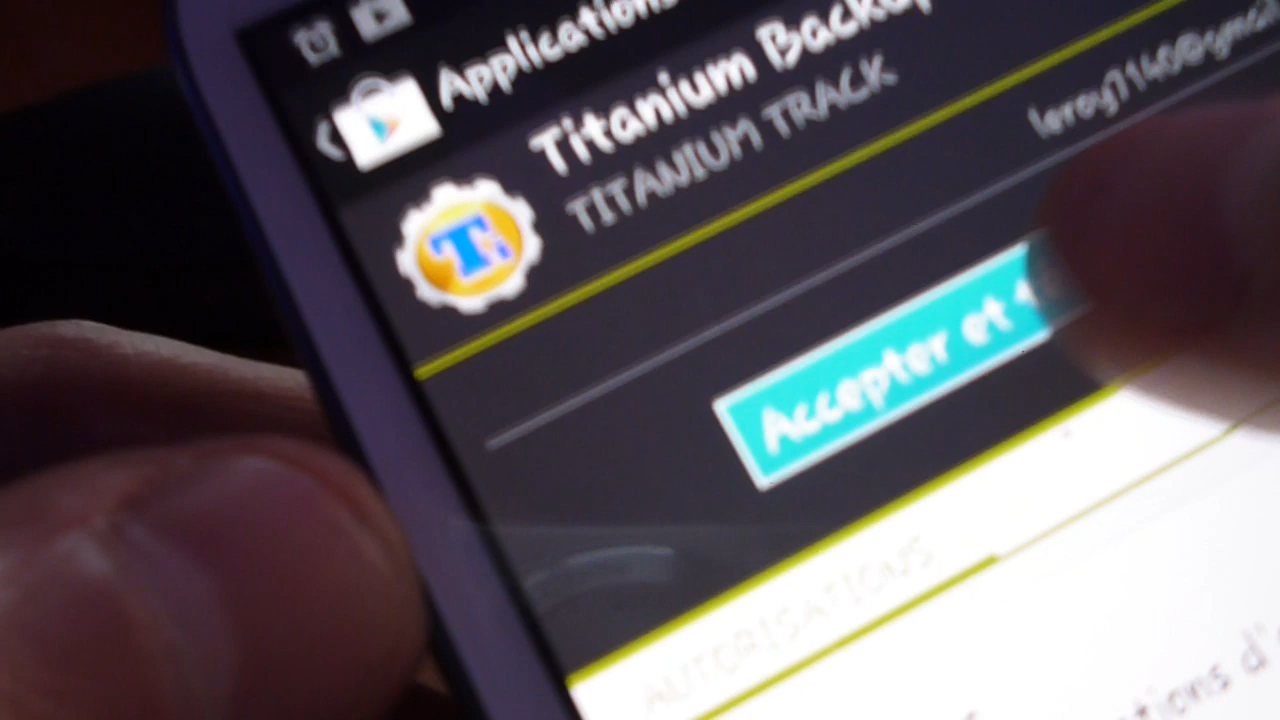 Applications
Titanium Backup
TITANIUM TRACK
Accepter et
AUTORISATIONS
d'